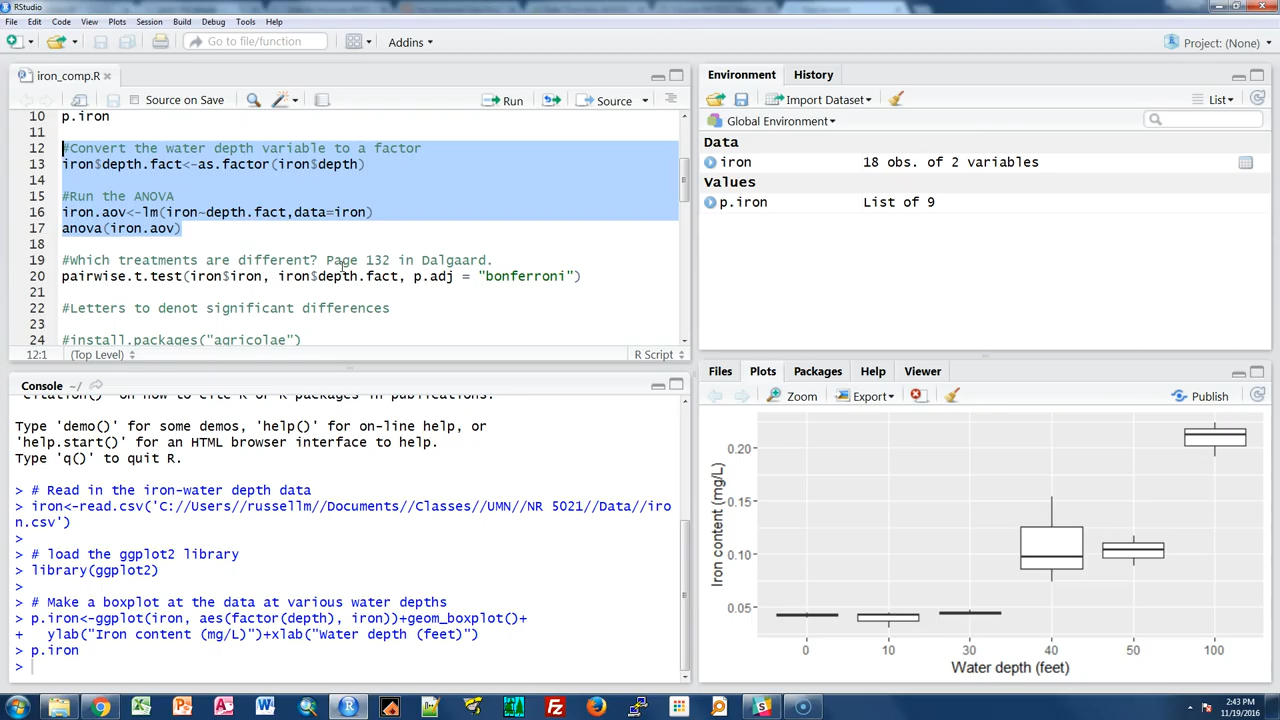 RStudio
File Edit Code View Plots Session Build Debug Tools Help
Go to file/function Addins Project: (None)
iron_comp.R
Source on Save Run Source
10 p.iron
11
12 #Convert the water depth variable to a factor
13 iron$depth.fact<-as.factor(iron$depth)
14
15 #Run the ANOVA
16 iron.aov<-lm(iron~depth.fact,data=iron)
17 anova(iron.aov)
18
19 #Which treatments are different? Page 132 in Dalgaard.
20 pairwise.t.test(iron$iron, iron$depth.fact, p.adj = "bonferroni")
21
22 #Letters to denot significant differences
23
24 #install.packages("agricolae")
12:1 (Top Level) R Script
Console ~/
'citation()' on how to cite R or R packages in publications.
Type 'demo()' for some demos, 'help()' for on-line help, or
'help.start()' for an HTML browser interface to help.
Type 'q()' to quit R.
> # Read in the iron-water depth data
> iron<-read.csv('C://Users//russellm//Documents//Classes//UMN//NR 5021//Data//iro
n.csv')
>
> # load the ggplot2 library
> library(ggplot2)
>
> # Make a boxplot at the data at various water depths
> p.iron<-ggplot(iron, aes(factor(depth), iron))+geom_boxplot()+
+ ylab("Iron content (mg/L)")+xlab("Water depth (feet)")
> p.iron
>
Environment History
Import Dataset List
Global Environment
Data
iron 18 obs. of 2 variables
Values
p.iron List of 9
Files Plots Packages Help Viewer
Zoom Export Publish
Iron content (mg/L)
0.20
0.15
0.10
0.05
0 10 30 40 50 100
Water depth (feet)
2:43 PM
11/19/2016